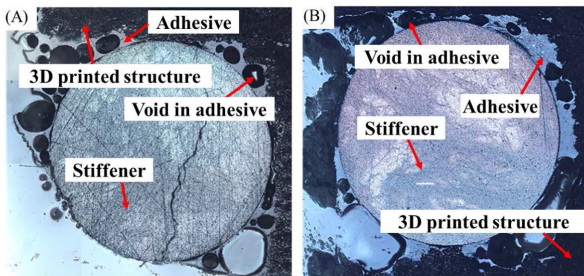 (A)
Adhesive
3D printed structure
Void in adhesive
Stiffener
(B)
Void in adhesive
Adhesive
Stiffener
3D printed structure